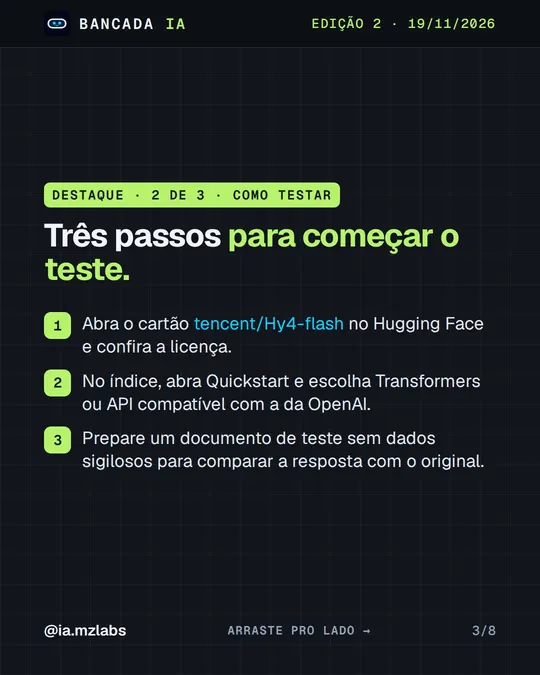 BANCADA IA
EDIÇÃO 2 · 19/11/2026
DESTAQUE · 2 DE 3 · COMO TESTAR
Três passos para começar o
teste.
1 Abra o cartão tencent/Hy4-flash no Hugging Face
e confira a licença.
2 No índice, abra Quickstart e escolha Transformers
ou API compatível com a da OpenAI.
3 Prepare um documento de teste sem dados
sigilosos para comparar a resposta com o original.
@ia.mzlabs
ARRASTE PRO LADO →
3/8